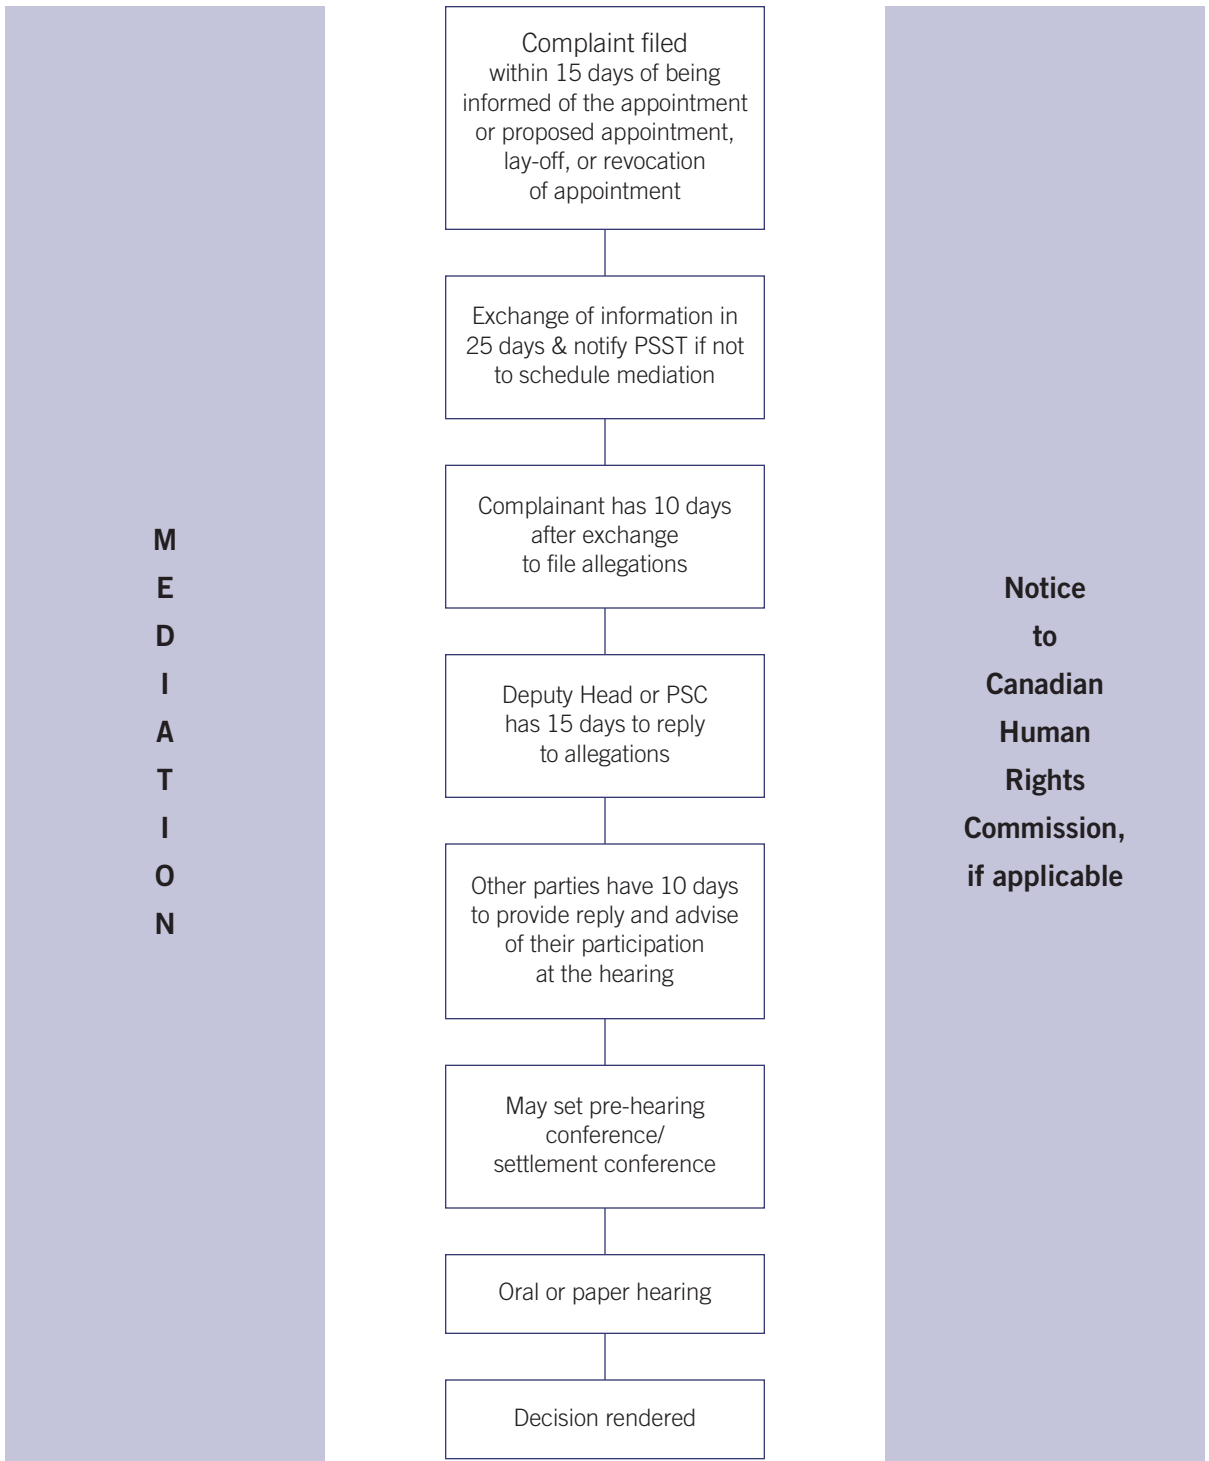 M
E
D
I
A
T
I
O
N
Complaint filed
within 15 days of being
informed of the appointment
or proposed appointment,
lay-off, or revocation
of appointment
Exchange of information in
25 days & notify PSST if not
to schedule mediation
Complainant has 10 days
after exchange
to file allegations
Deputy Head or PSC
has 15 days to reply
to allegations
Other parties have 10 days
to provide reply and advise
of their participation
at the hearing
May set pre-hearing
conference/
settlement conference
Oral or paper hearing
Decision rendered
Notice
to
Canadian
Human
Rights
Commission,
if applicable